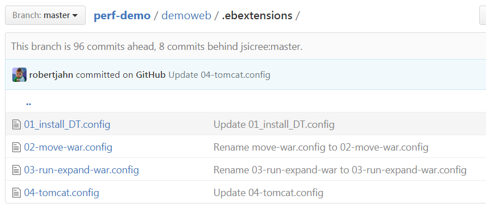 Branch: master perf-demo / demoweb / .ebextensions /
This branch is 96 commits ahead, 8 commits behind jsicree:master.
robertjahn committed on GitHub Update 04-tomcat.config
..
01_install_DT.config Update 01_install_DT.config
02-move-war.config Rename move-war.config to 02-move-war.config
03-run-expand-war.config Rename 03-run-expand-war to 03-run-expand-war.config
04-tomcat.config Update 04-tomcat.config